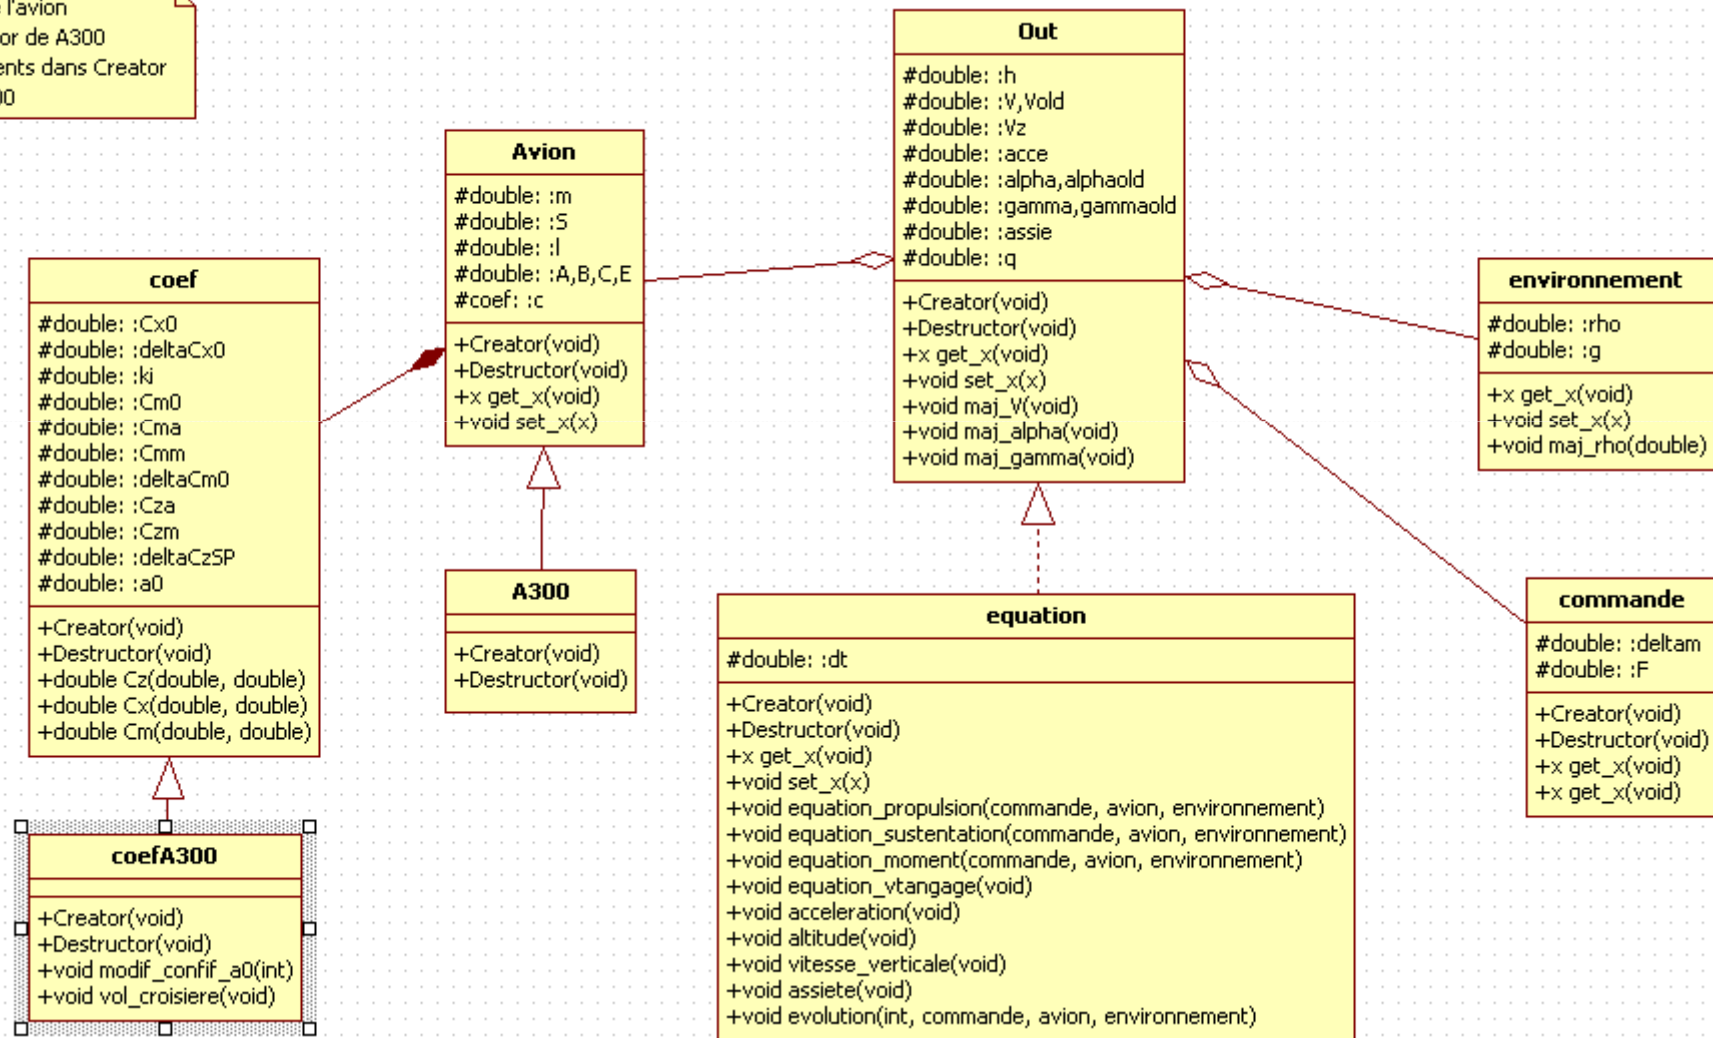 l'avion
or de A300
ents dans Creator
00
Out
#double: :h
#double: :V,Vold
#double: :Vz
#double: :acce
#double: :alpha,alphaold
#double: :gamma,gammaold
#double: :assie
#double: :q
+Creator(void)
+Destructor(void)
+x get_x(void)
+void set_x(x)
+void maj_V(void)
+void maj_alpha(void)
+void maj_gamma(void)
Avion
#double: :m
#double: :S
#double: :l
#double: :A,B,C,E
#coef: :c
+Creator(void)
+Destructor(void)
+x get_x(void)
+void set_x(x)
coef
#double: :Cx0
#double: :deltaCx0
#double: :ki
#double: :Cm0
#double: :Cma
#double: :Cmm
#double: :deltaCm0
#double: :Cza
#double: :Czm
#double: :deltaCzSP
#double: :a0
+Creator(void)
+Destructor(void)
+double Cz(double, double)
+double Cx(double, double)
+double Cm(double, double)
environnement
#double: :rho
#double: :g
+x get_x(void)
+void set_x(x)
+void maj_rho(double)
A300
+Creator(void)
+Destructor(void)
equation
#double: :dt
+Creator(void)
+Destructor(void)
+x get_x(void)
+void set_x(x)
+void equation_propulsion(commande, avion, environnement)
+void equation_sustentation(commande, avion, environnement)
+void equation_moment(commande, avion, environnement)
+void equation_vtangage(void)
+void acceleration(void)
+void altitude(void)
+void vitesse_verticale(void)
+void assiete(void)
+void evolution(int, commande, avion, environnement)
commande
#double: :deltam
#double: :F
+Creator(void)
+Destructor(void)
+x get_x(void)
+x get_x(void)
coefA300
+Creator(void)
+Destructor(void)
+void modif_confif_a0(int)
+void vol_croisiere(void)